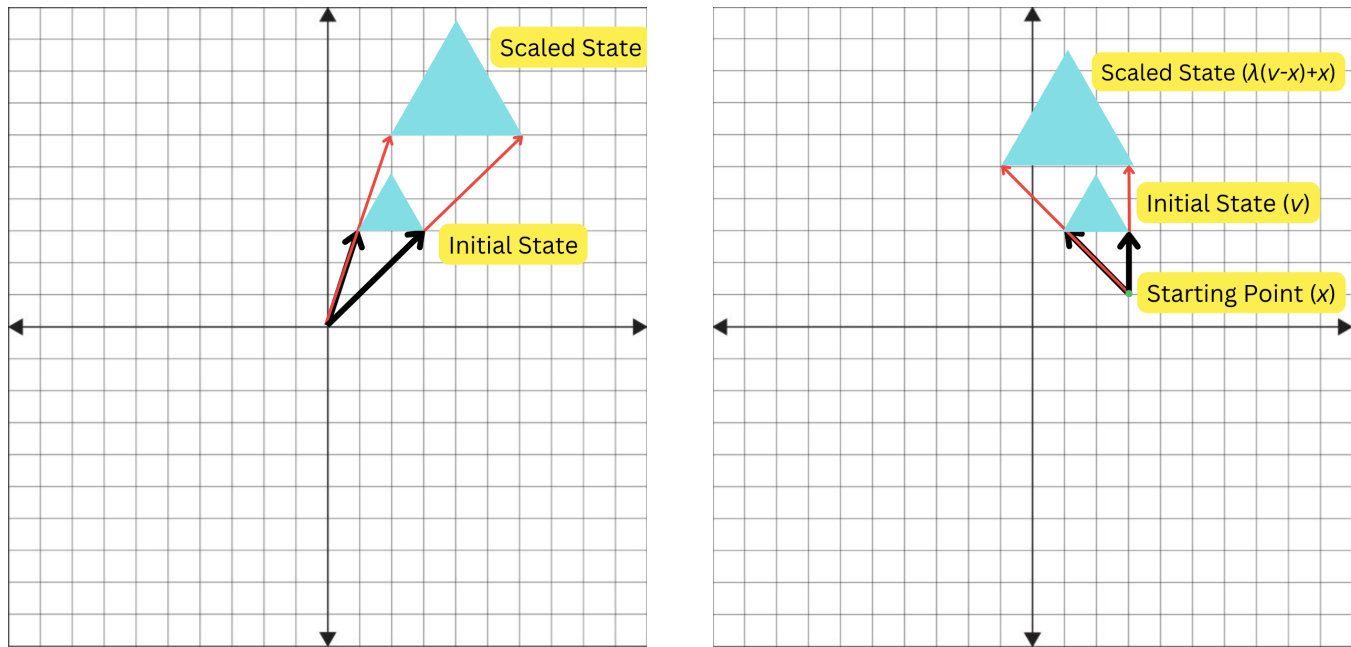 Scaled State
Initial State
Scaled State (λ(v-x)+x)
Initial State (v)
Starting Point (x)